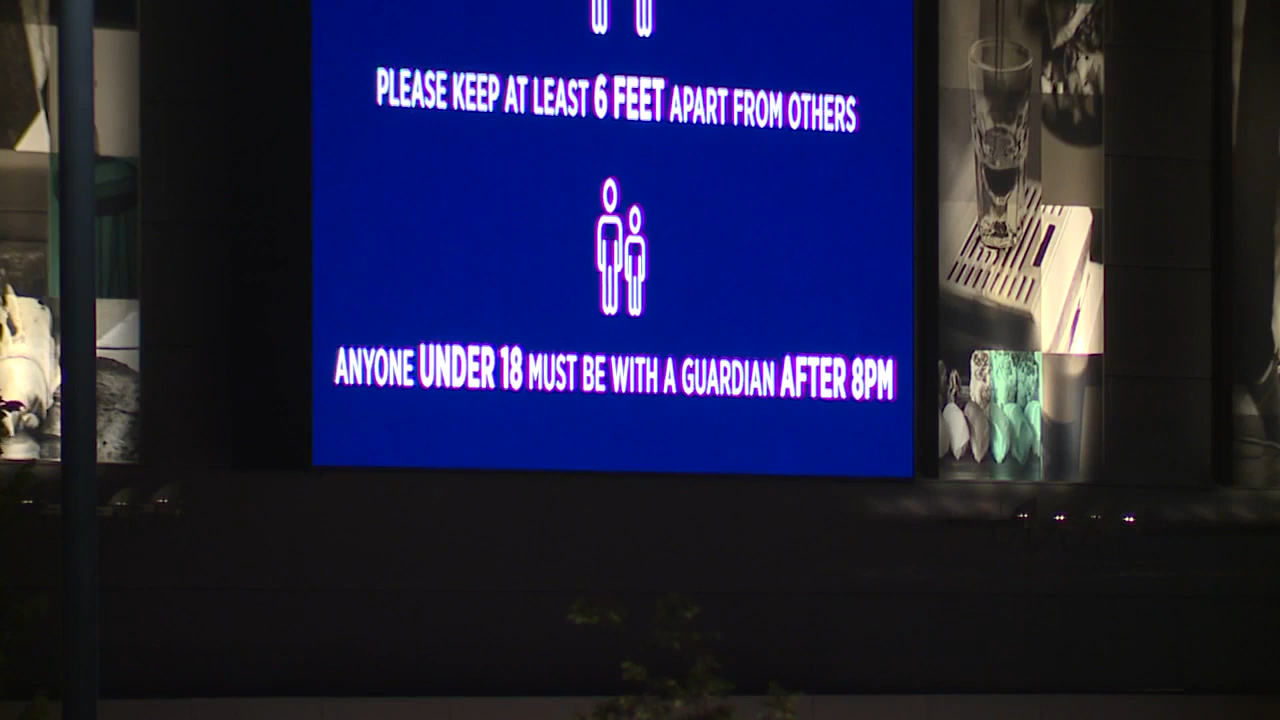 PLEASE KEEP AT LEAST 6 FEET APART FROM OTHERS
ANYONE UNDER 18 MUST BE WITH A GUARDIAN AFTER 8PM